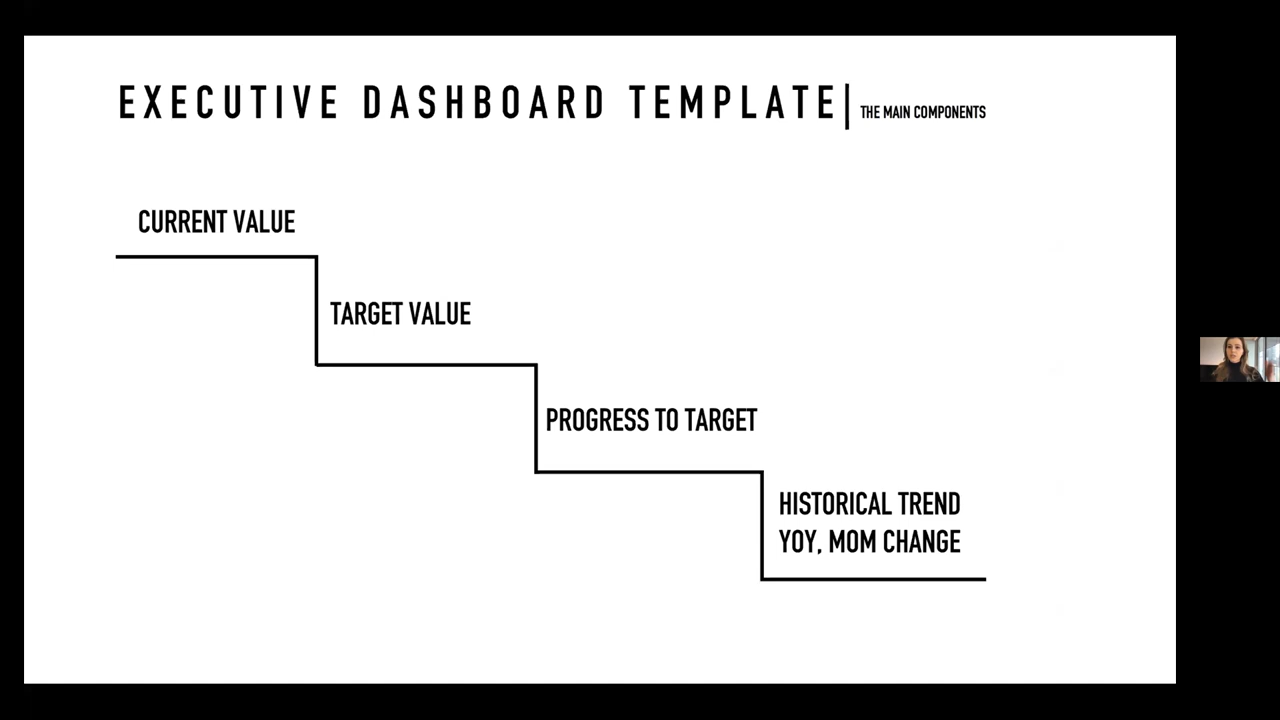 EXECUTIVE DASHBOARD TEMPLATE
THE MAIN COMPONENTS
CURRENT VALUE
TARGET VALUE
PROGRESS TO TARGET
HISTORICAL TREND
YOY, MOM CHANGE